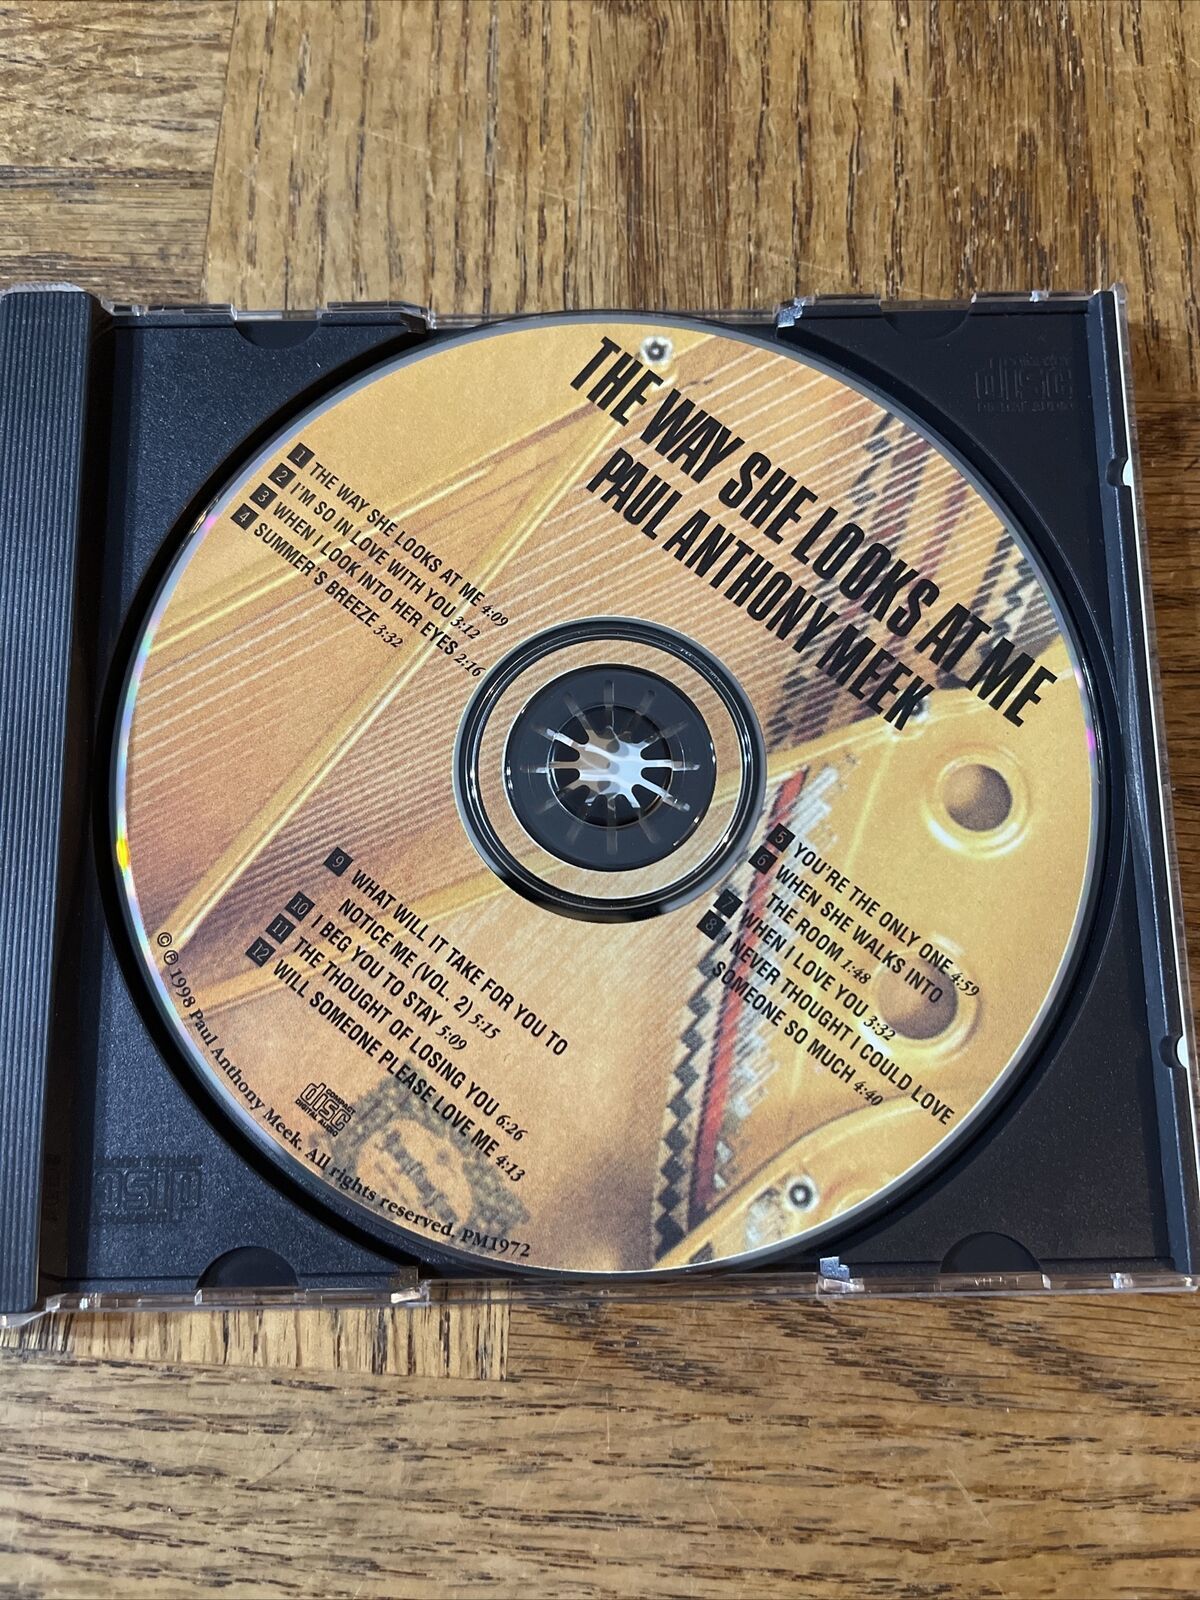 THE WAY SHE LOOKS AT ME
PAUL ANTHONY MEEK
1 THE WAY SHE LOOKS AT ME 4:09
2 I'M SO IN LOVE WITH YOU 3:12
3 WHEN I LOOK INTO HER EYES 2:16
4 SUMMER'S BREEZE 3:32
5 YOU'RE THE ONLY ONE 4:59
6 WHEN SHE WALKS INTO
THE ROOM 1:48
7 WHEN I LOVE YOU 3:32
8 I NEVER THOUGHT I COULD LOVE
SOMEONE SO MUCH 4:40
9 WHAT WILL IT TAKE FOR YOU TO
NOTICE ME (VOL. 2) 5:15
10 I BEG YOU TO STAY 5:09
11 THE THOUGHT OF LOSING YOU 6:26
12 WILL SOMEONE PLEASE LOVE ME 4:13
COMPACT
disc
DIGITAL AUDIO
© ℗ 1998 Paul Anthony Meek. All rights reserved. PM1972
disc
DIGITAL AUDIO